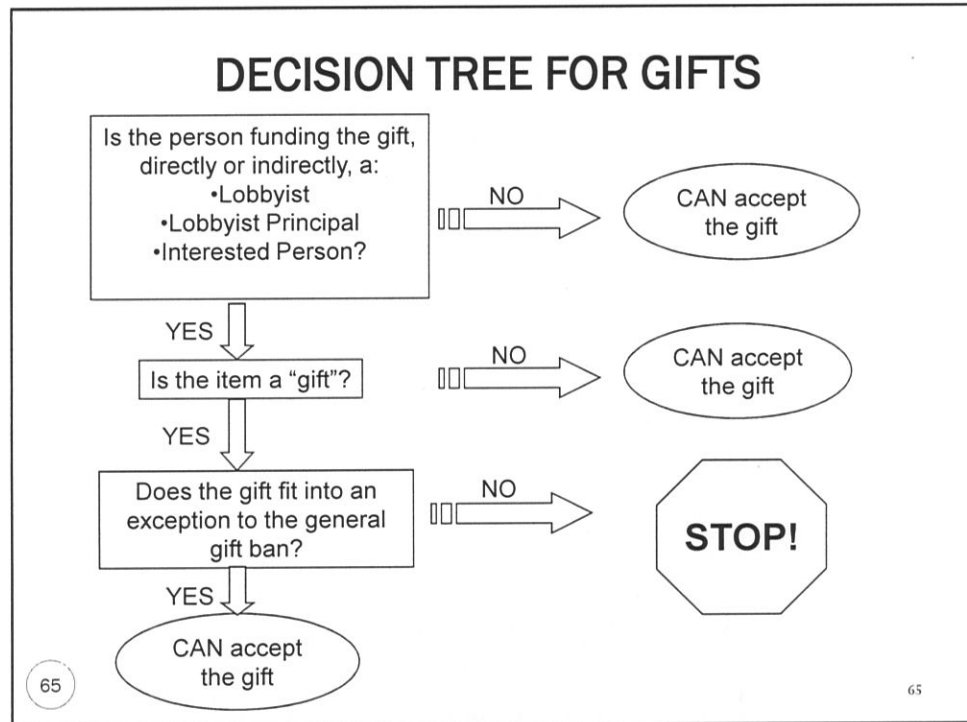 DECISION TREE FOR GIFTS
Is the person funding the gift,
directly or indirectly, a:
•Lobbyist
•Lobbyist Principal
•Interested Person?
NO
CAN accept
the gift
YES
Is the item a “gift”?
NO
CAN accept
the gift
YES
Does the gift fit into an
exception to the general
gift ban?
NO
STOP!
YES
CAN accept
the gift
65
65